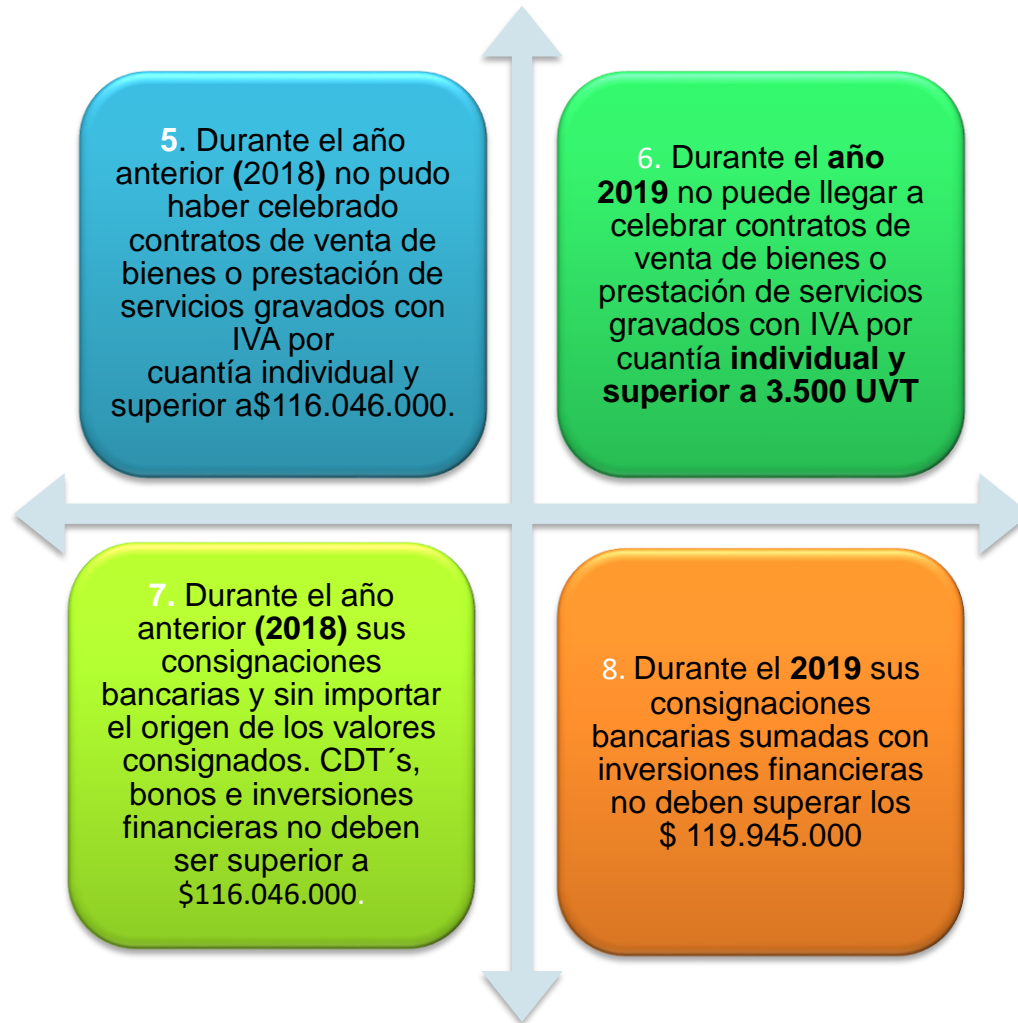 5. Durante el año
anterior (2018) no pudo
haber celebrado
contratos de venta de
bienes o prestación de
servicios gravados con
IVA por
cuantía individual y
superior a$116.046.000.
6. Durante el año
2019 no puede llegar a
celebrar contratos de
venta de bienes o
prestación de servicios
gravados con IVA por
cuantía individual y
superior a 3.500 UVT
7. Durante el año
anterior (2018) sus
consignaciones
bancarias y sin importar
el origen de los valores
consignados. CDT´s,
bonos e inversiones
financieras no deben
ser superior a
$116.046.000.
8. Durante el 2019 sus
consignaciones
bancarias sumadas con
inversiones financieras
no deben superar los
$ 119.945.000